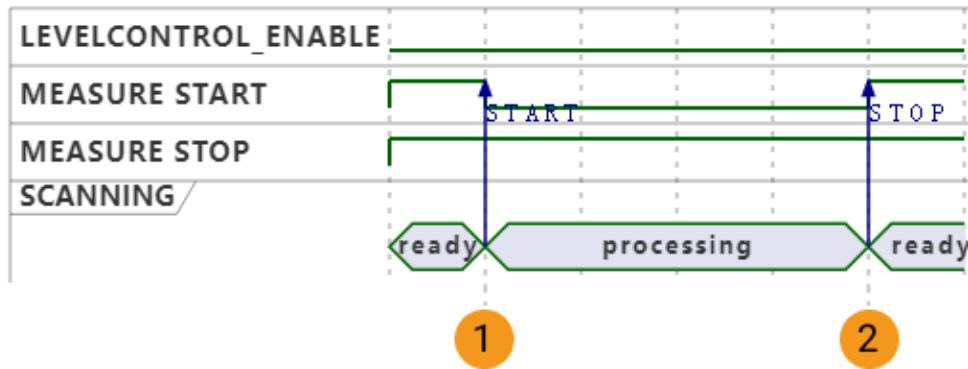 LEVELCONTROL_ENABLE
MEASURE START
START
STOP
MEASURE STOP
SCANNING
ready
processing
ready
1
2